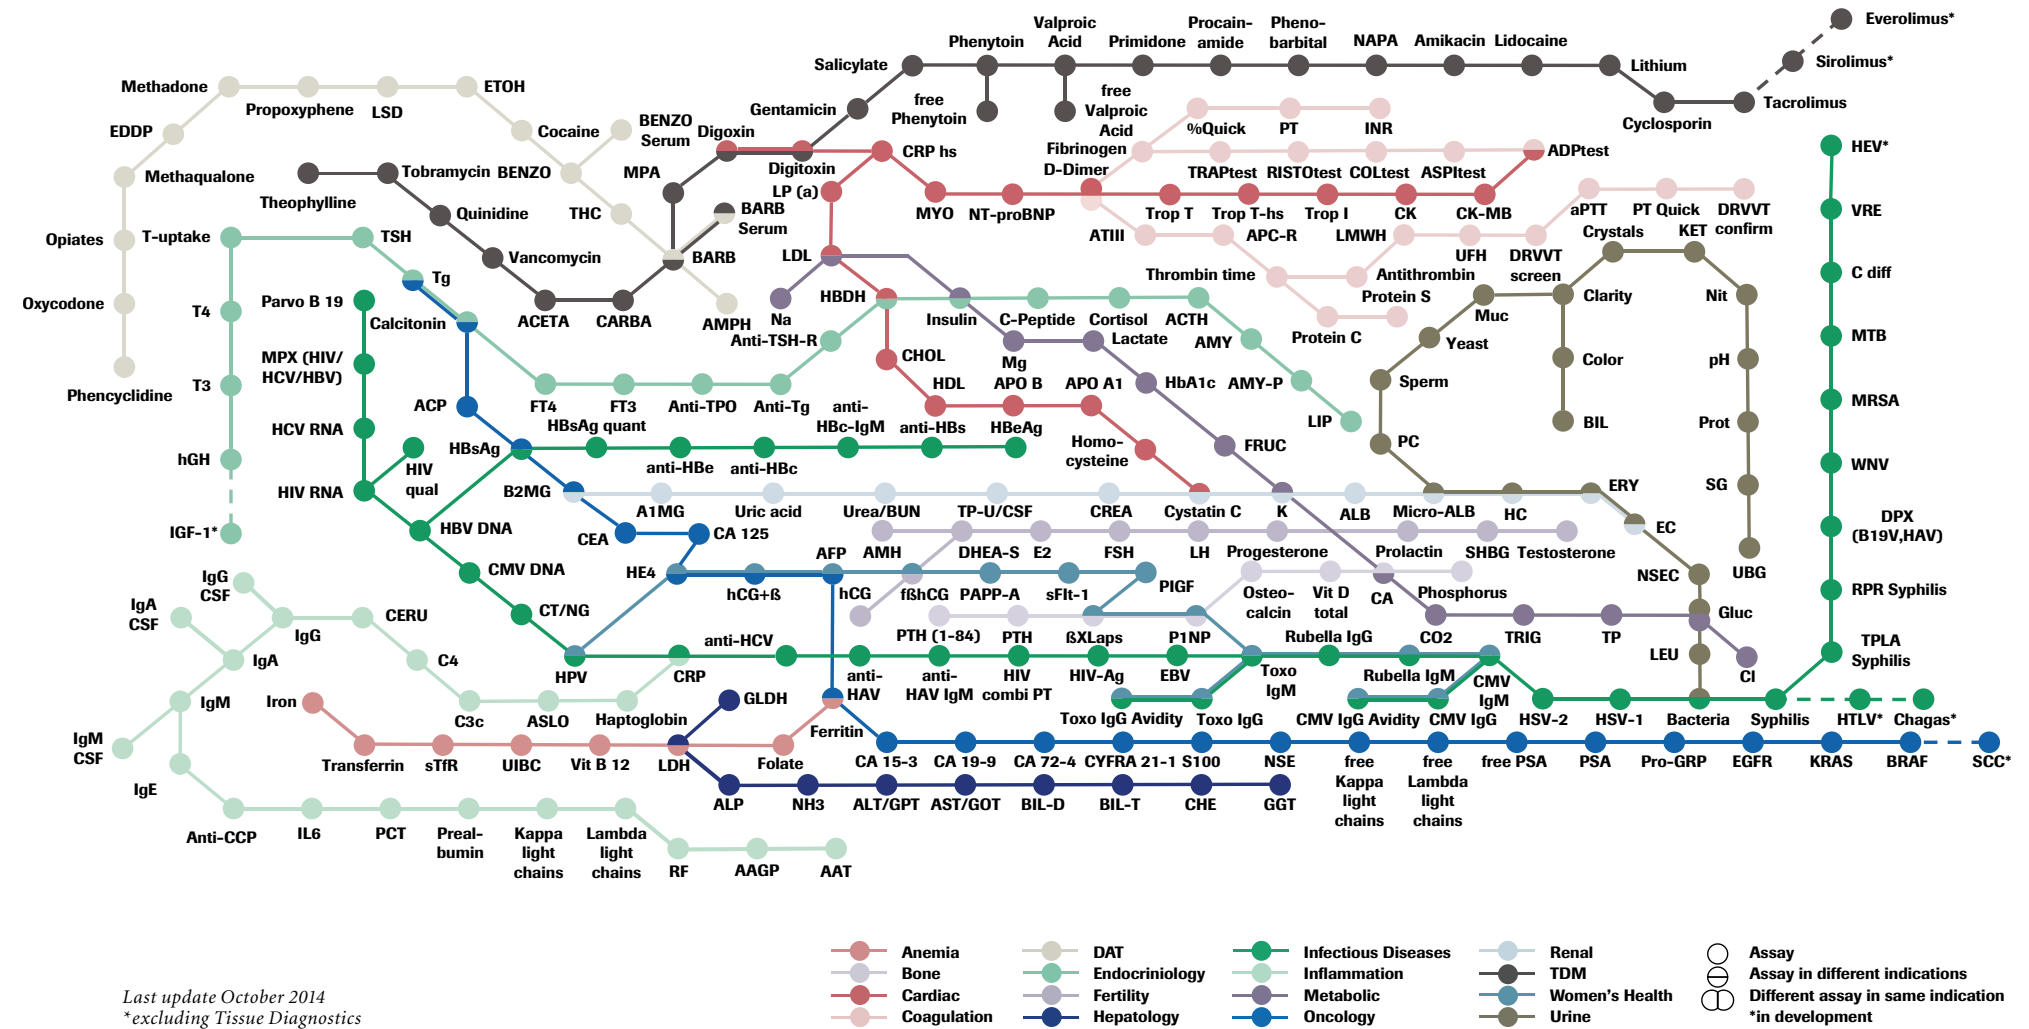 Everolimus*
Sirolimus*
Valproic
Acid
Procain-
amide
Pheno-
barbital
Phenytoin
Primidone
NAPA
Amikacin
Lidocaine
Salicylate
Lithium
Tacrolimus
Cyclosporin
Gentamicin
free
Phenytoin
free
Valproic
Acid
Methadone
Propoxyphene
LSD
ETOH
EDDP
Cocaine
BENZO
Serum
Digoxin
Digitoxin
CRP hs
%Quick
PT
INR
Fibrinogen
D-Dimer
TRAPtest
RISTOtest
COLtest
ASPItest
ADPtest
HEV*
Methaqualone
Theophylline
Tobramycin
BENZO
MPA
LP (a)
MYO
NT-proBNP
Trop T
Trop T-hs
Trop I
CK
CK-MB
aPTT
PT Quick
DRVVT
confirm
VRE
Quinidine
THC
BARB
Serum
Opiates
T-uptake
TSH
Vancomycin
BARB
LDL
ATIII
APC-R
LMWH
UFH
DRVVT
screen
Crystals
KET
C diff
Tg
Thrombin time
Antithrombin
Protein S
Protein C
Clarity
Nit
Oxycodone
T4
Parvo B 19
Calcitonin
ACETA
CARBA
AMPH
Na
HBDH
Insulin
C-Peptide
Cortisol
ACTH
Muc
Anti-TSH-R
Mg
Lactate
AMY
Yeast
Color
pH
MTB
MPX (HIV/
HCV/HBV)
CHOL
Phencyclidine
T3
ACP
FT4
FT3
Anti-TPO
Anti-Tg
HDL
APO B
APO A1
HbA1c
AMY-P
LIP
Sperm
BIL
Prot
MRSA
HCV RNA
HBsAg
HBsAg quant
anti-HBe
anti-HBc
anti-
HBc-IgM
anti-HBs
HBeAg
Homo-
cysteine
FRUC
PC
WNV
hGH
HIV
qual
HIV RNA
B2MG
A1MG
Uric acid
Urea/BUN
TP-U/CSF
CREA
Cystatin C
K
ALB
Micro-ALB
HC
ERY
EC
SG
IGF-1*
HBV DNA
CEA
CA 125
AMH
DHEA-S
E2
FSH
LH
Progesterone
Prolactin
SHBG
Testosterone
DPX
(B19V,HAV)
IgG
CSF
CMV DNA
HE4
hCG+ß
AFP
hCG
fßhCG
PAPP-A
sFlt-1
PIGF
Osteo-
calcin
Vit D
total
CA
Phosphorus
NSEC
UBG
RPR Syphilis
IgA
CSF
IgG
CERU
CT/NG
PTH (1-84)
PTH
ßXLaps
P1NP
Rubella IgG
CO2
TRIG
TP
Gluc
IgA
C4
HPV
CRP
anti-HCV
anti-
HAV
anti-
HAV IgM
HIV
combi PT
HIV-Ag
EBV
Toxo
IgM
Rubella IgM
CMV
IgM
LEU
CI
TPLA
Syphilis
IgM
Iron
C3c
ASLO
Haptoglobin
GLDH
Ferritin
Toxo IgG Avidity
Toxo IgG
CMV IgG Avidity
CMV IgG
HSV-2
HSV-1
Bacteria
Syphilis
HTLV*
Chagas*
IgM
CSF
Transferrin
sTfR
UIBC
Vit B 12
LDH
Folate
CA 15-3
CA 19-9
CA 72-4
CYFRA 21-1
S100
NSE
free
Kappa
light
chains
free
Lambda
light
chains
free PSA
PSA
Pro-GRP
EGFR
KRAS
BRAF
SCC*
IgE
ALP
NH3
ALT/GPT
AST/GOT
BIL-D
BIL-T
CHE
GGT
Anti-CCP
IL6
PCT
Preal-
bumin
Kappa
light
chains
Lambda
light
chains
RF
AAGP
AAT
Anemia
Bone
Cardiac
Coagulation
DAT
Endocriniology
Fertility
Hepatology
Infectious Diseases
Inflammation
Metabolic
Oncology
Renal
TDM
Women's Health
Urine
Assay
Assay in different indications
Different assay in same indication
*in development
Last update October 2014
*excluding Tissue Diagnostics